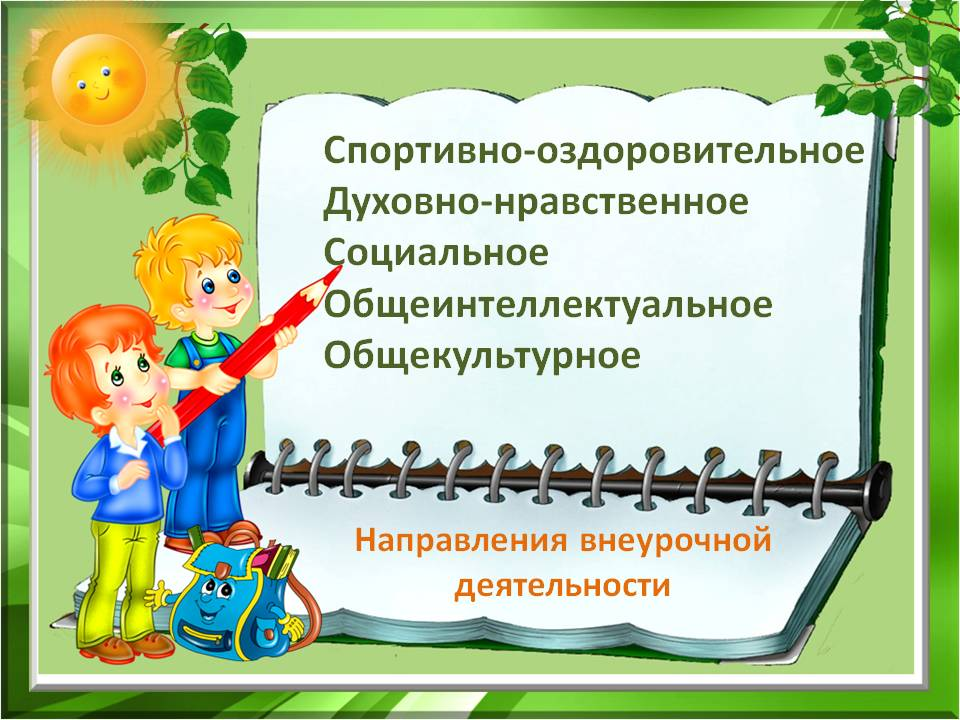 Спортивно-оздоровительное
Духовно-нравственное
Социальное
Общеинтеллектуальное
Общекультурное
Направления внеурочной
деятельности